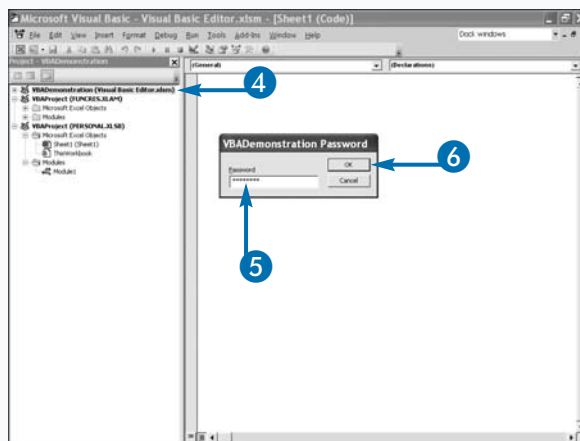 Microsoft Visual Basic - Visual Basic Editor.xlsm - [Sheet1 (Code)]
File Edit View Insert Format Debug Run Tools Add-Ins Window Help
Dock windows
Project - VBADemonstration
(General)
(Declarations)
VBADemonstration (Visual Basic Editor.xlsm)
4
VBAProject (FUNCRES.XLAM)
Microsoft Excel Objects
Modules
VBAProject (PERSONAL.XLSB)
Microsoft Excel Objects
Sheet1 (Sheet1)
ThisWorkbook
Modules
Module1
VBADemonstration Password
Password
********
OK
Cancel
6
5